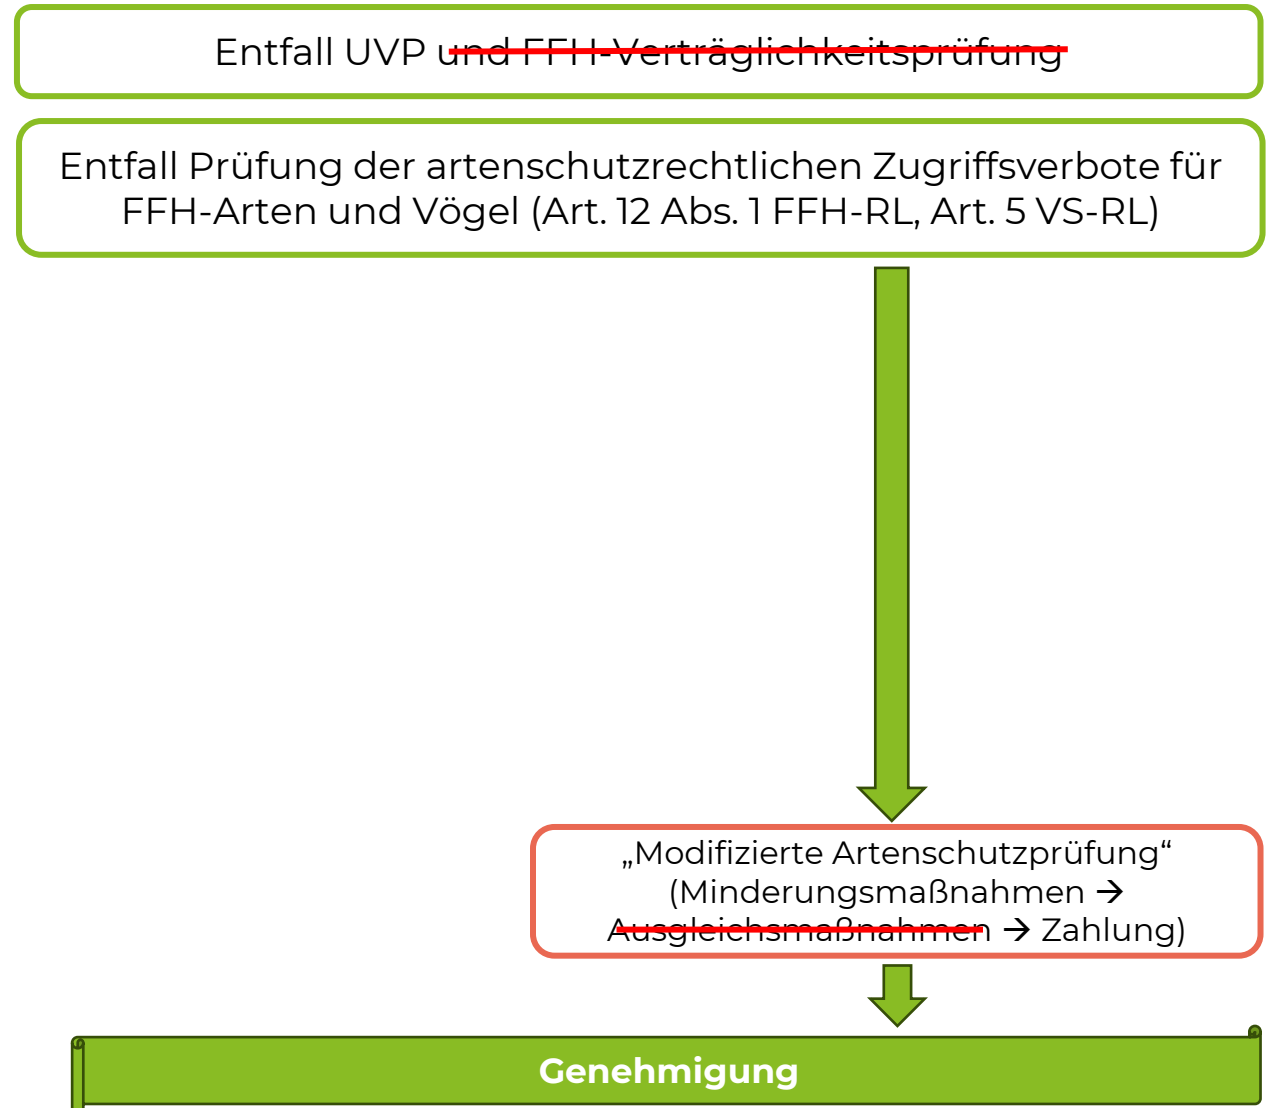 Entfall UVP und FFH-Verträglichkeitsprüfung
Entfall Prüfung der artenschutzrechtlichen Zugriffsverbote für
FFH-Arten und Vögel (Art. 12 Abs. 1 FFH-RL, Art. 5 VS-RL)
„Modifizierte Artenschutzprüfung“
(Minderungsmaßnahmen →
Ausgleichsmaßnahmen → Zahlung)
Genehmigung